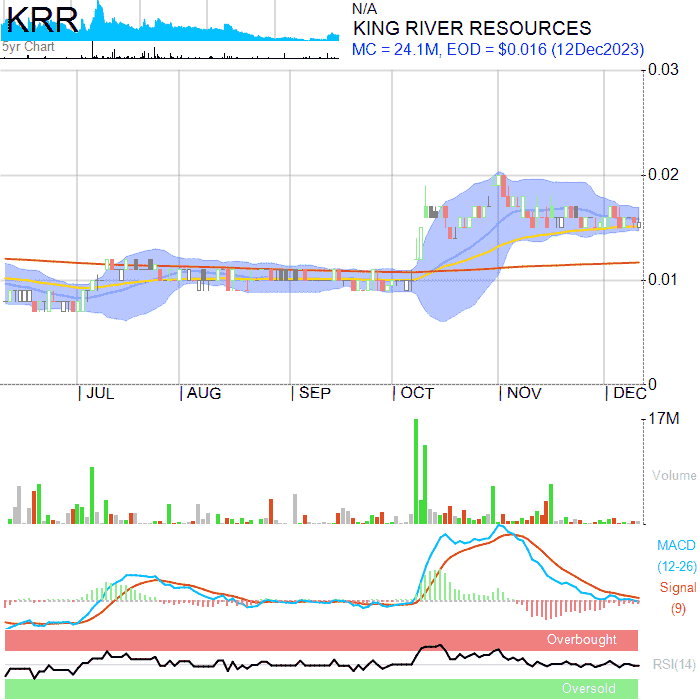 KRR
5yr Chart
N/A
KING RIVER RESOURCES
MC = 24.1M, EOD = $0.016 (12Dec2023)
0.03
0.02
0.01
0
JUL AUG SEP OCT NOV DEC
17M
Volume
MACD
(12-26)
Signal
(9)
Overbought
RSI(14)
Oversold